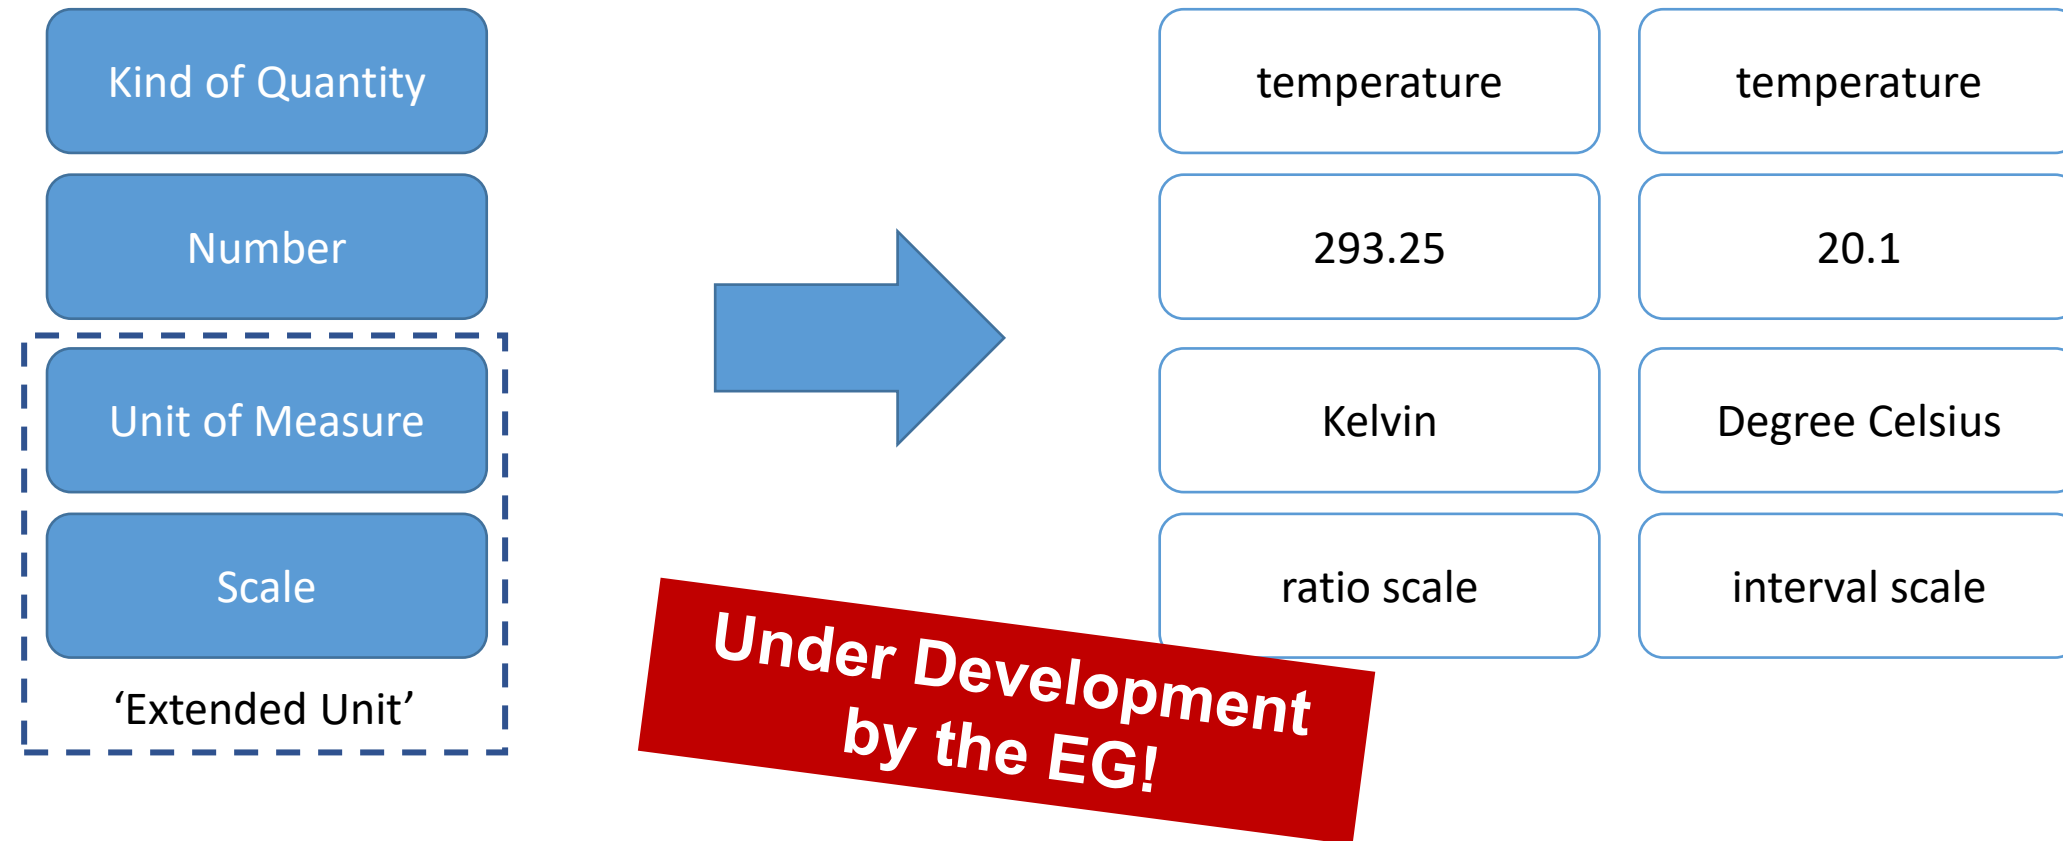 Kind of Quantity
Number
Unit of Measure
Scale
‘Extended Unit’
temperature
293.25
Kelvin
ratio scale
temperature
20.1
Degree Celsius
interval scale
Under Development
by the EG!